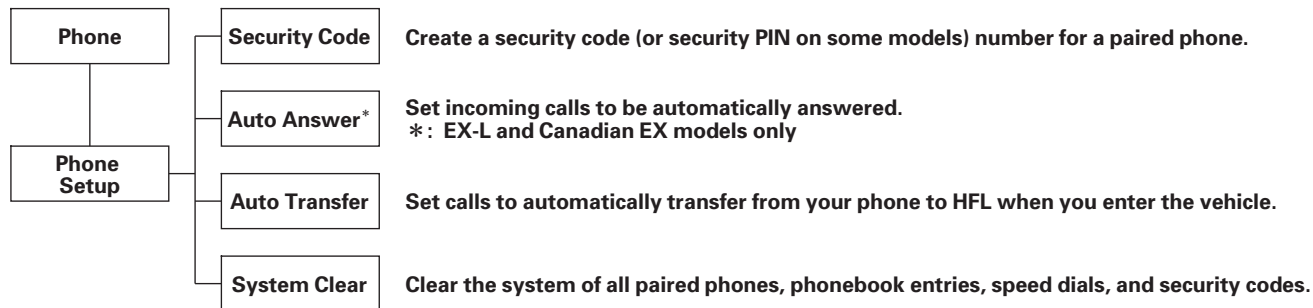 Phone
Security Code
Create a security code (or security PIN on some models) number for a paired phone.
Auto Answer*
Set incoming calls to be automatically answered.
*: EX-L and Canadian EX models only
Phone
Setup
Auto Transfer
Set calls to automatically transfer from your phone to HFL when you enter the vehicle.
System Clear
Clear the system of all paired phones, phonebook entries, speed dials, and security codes.